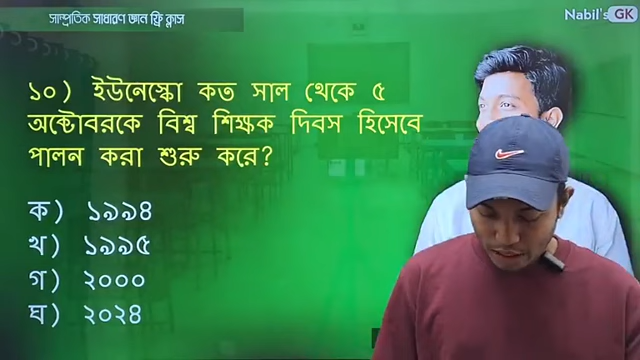 সাম্প্রতিক সাধারণ জ্ঞান ফ্রি ক্লাস
Nabil's GK
১০) ইউনেস্কো কত সাল থেকে ৫
অক্টোবরকে বিশ্ব শিক্ষক দিবস হিসেবে
পালন করা শুরু করে?
ক) ১৯৯৪
খ) ১৯৯৫
গ) ২০০০
ঘ) ২০২৪